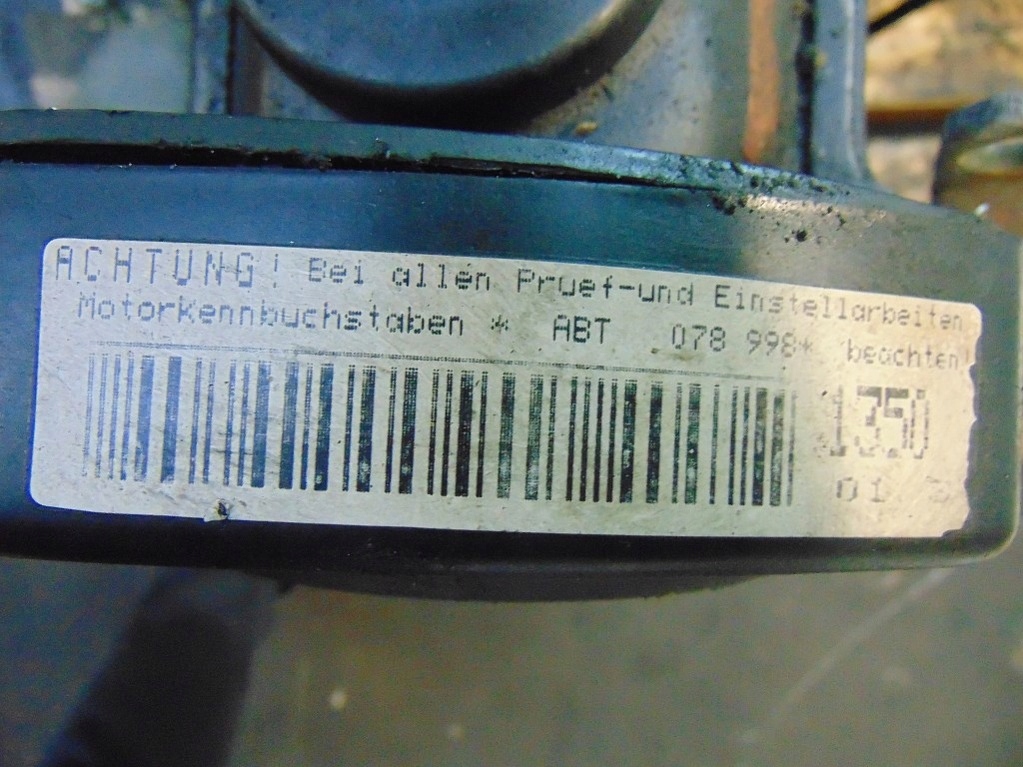 ACHTUNG! Bei allen Pruef-und Einstellarbeiten
Motorkennbuchstaben * ABT 078 998* beachten!
1350
01